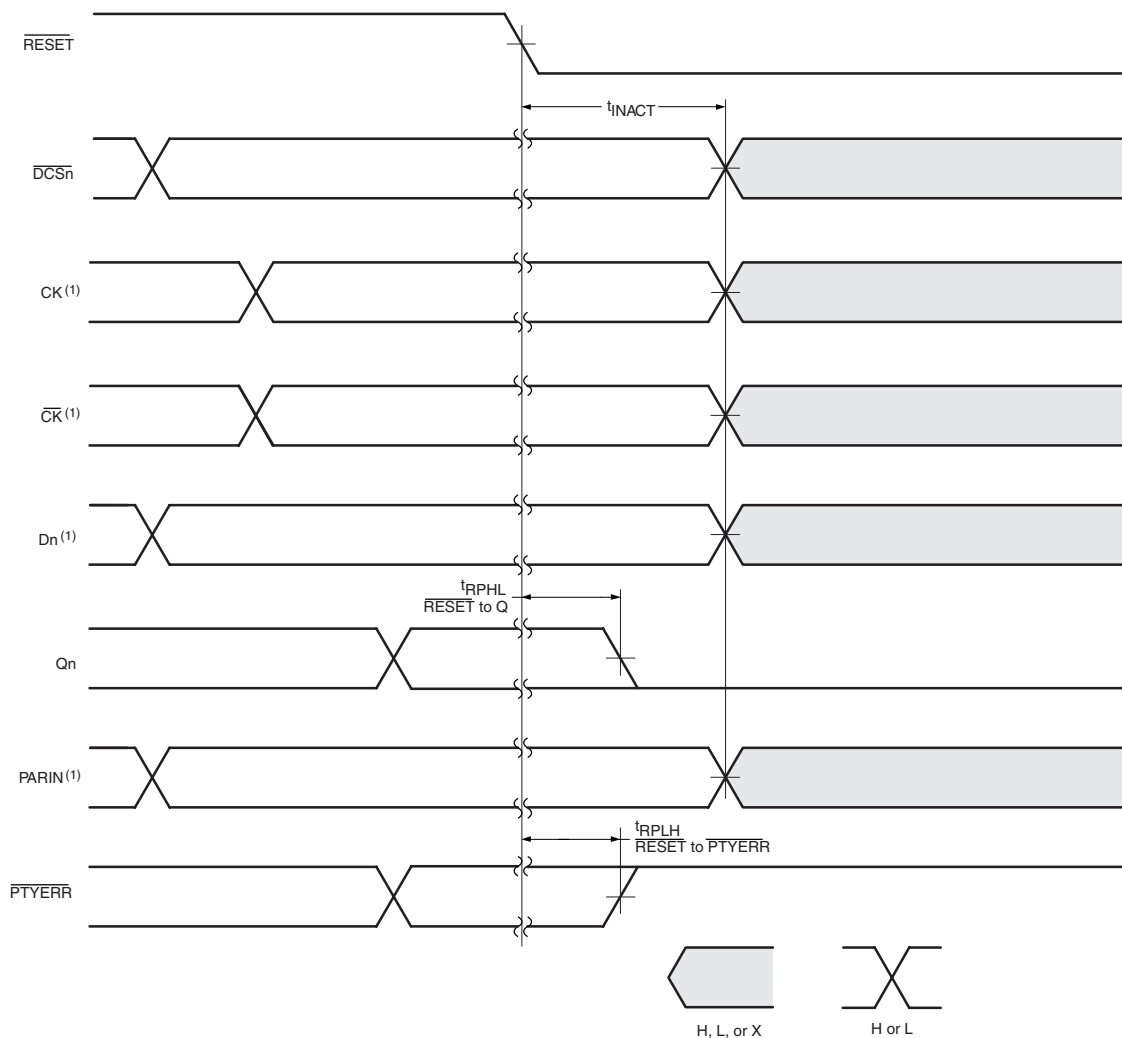 RESET
tINACT
DCSn
CK(1)
CK(1)
Dn(1)
tRPHL
RESET to Q
Qn
PARIN(1)
tRPLH
RESET to PTYERR
PTYERR
H, L, or X
H or L